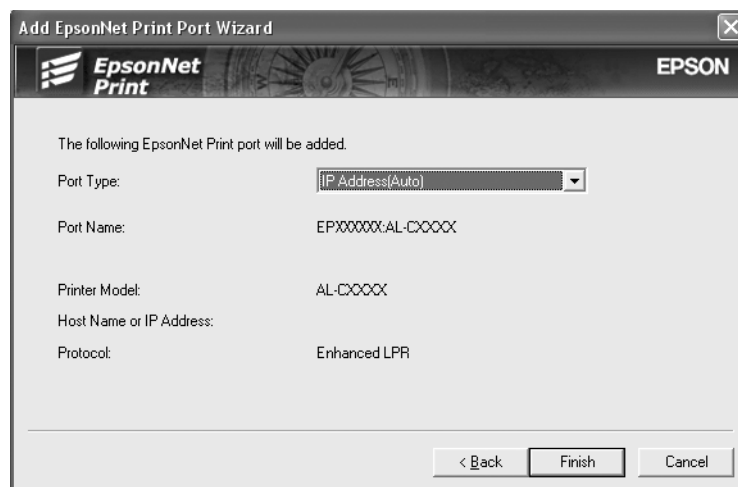 Add EpsonNet Print Port Wizard
EpsonNet
Print
EPSON
The following EpsonNet Print port will be added.
Port Type: IP Address(Auto)
Port Name: EPXXXXXX:AL-CXXXX
Printer Model: AL-CXXXX
Host Name or IP Address:
Protocol: Enhanced LPR
< Back Finish Cancel